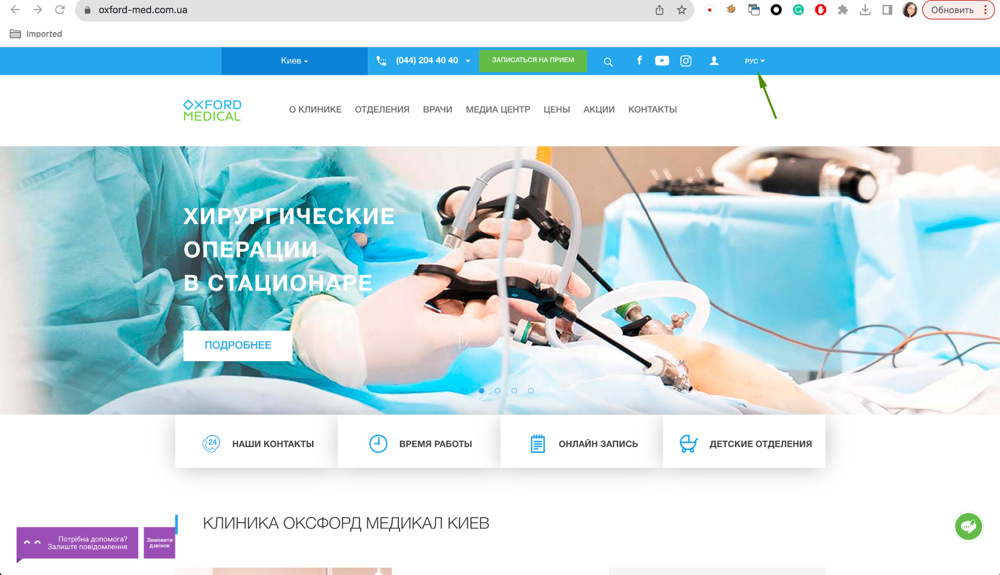 oxford-med.com.ua
Обновить
Imported
Киев
(044) 204 40 40
ЗАПИСАТЬСЯ НА ПРИЕМ
РУС
OXFORD
MEDICAL
О КЛИНИКЕ
ОТДЕЛЕНИЯ
ВРАЧИ
МЕДИА ЦЕНТР
ЦЕНЫ
АКЦИИ
КОНТАКТЫ
ХИРУРГИЧЕСКИЕ
ОПЕРАЦИИ
В СТАЦИОНАРЕ
ПОДРОБНЕЕ
24
НАШИ КОНТАКТЫ
ВРЕМЯ РАБОТЫ
ОНЛАЙН ЗАПИСЬ
ДЕТСКИЕ ОТДЕЛЕНИЯ
КЛИНИКА ОКСФОРД МЕДИКАЛ КИЕВ
Потрібна допомога?
Залиште повідомлення
Замовити
дзвінок